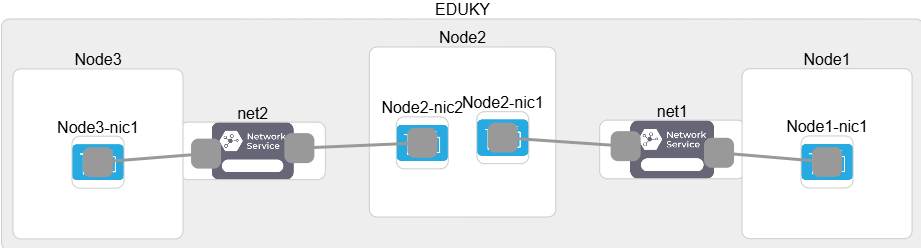 EDUKY
Node3
Node2
Node1
net2
Node2-nic2
Node2-nic1
net1
Node3-nic1
Network
Service
Network
Service
Node1-nic1